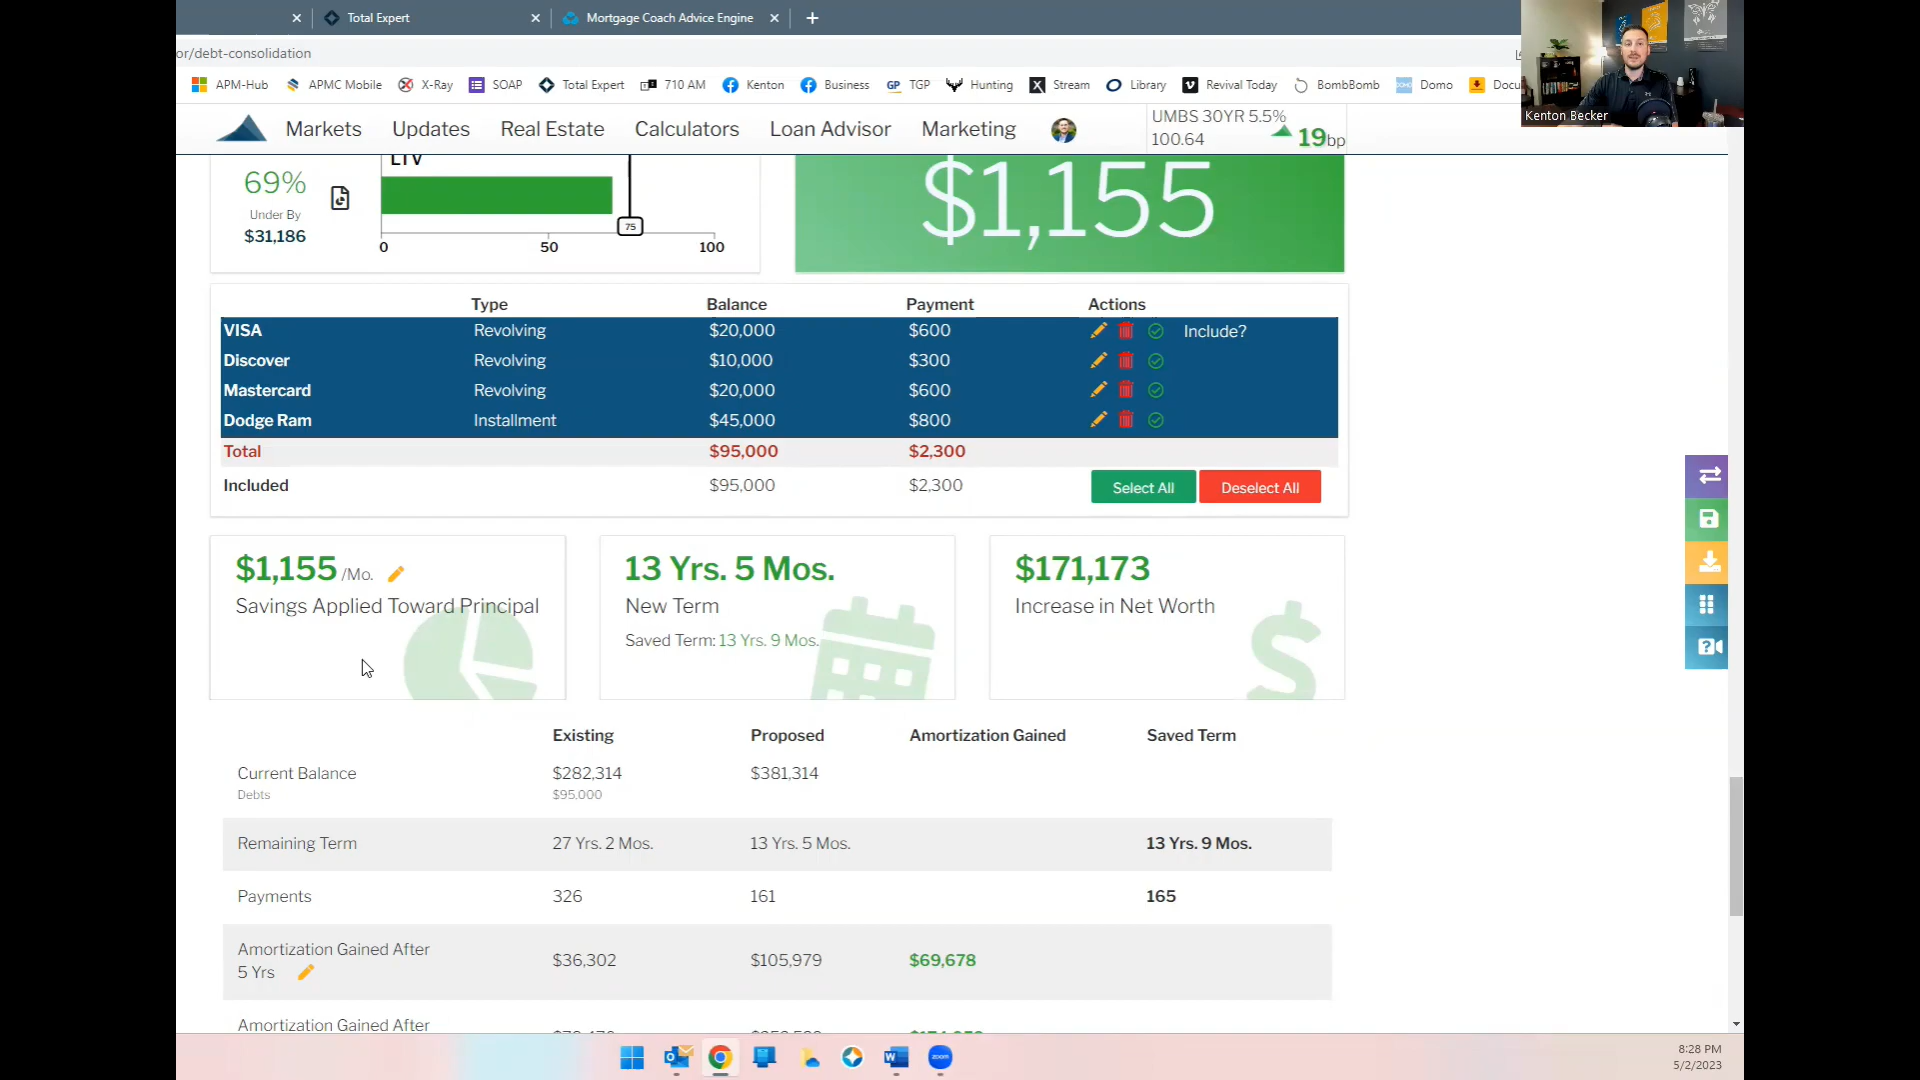 Total Expert
Mortgage Coach Advice Engine
or/debt-consolidation
APM-Hub
APMC Mobile
X-Ray
SOAP
Total Expert
710 AM
Kenton
Business
GP TGP
Hunting
Stream
Library
Revival Today
BombBomb
Domo
Docu
Kenton Becker
Markets
Updates
Real Estate
Calculators
Loan Advisor
Marketing
UMBS 30YR 5.5%
100.64
19bp
LTV
69%
Under By
$31,186
75
0 50 100
$1,155
Type Balance Payment Actions
VISA Revolving $20,000 $600 Include?
Discover Revolving $10,000 $300
Mastercard Revolving $20,000 $600
Dodge Ram Installment $45,000 $800
Total $95,000 $2,300
Included $95,000 $2,300
Select All
Deselect All
$1,155 /Mo.
Savings Applied Toward Principal
13 Yrs. 5 Mos.
New Term
Saved Term: 13 Yrs. 9 Mos.
$171,173
Increase in Net Worth
Existing Proposed Amortization Gained Saved Term
Current Balance $282,314 $381,314
Debts $95,000
Remaining Term 27 Yrs. 2 Mos. 13 Yrs. 5 Mos. 13 Yrs. 9 Mos.
Payments 326 161 165
Amortization Gained After
5 Yrs $36,302 $105,979 $69,678
Amortization Gained After
zoom
8:28 PM
5/2/2023